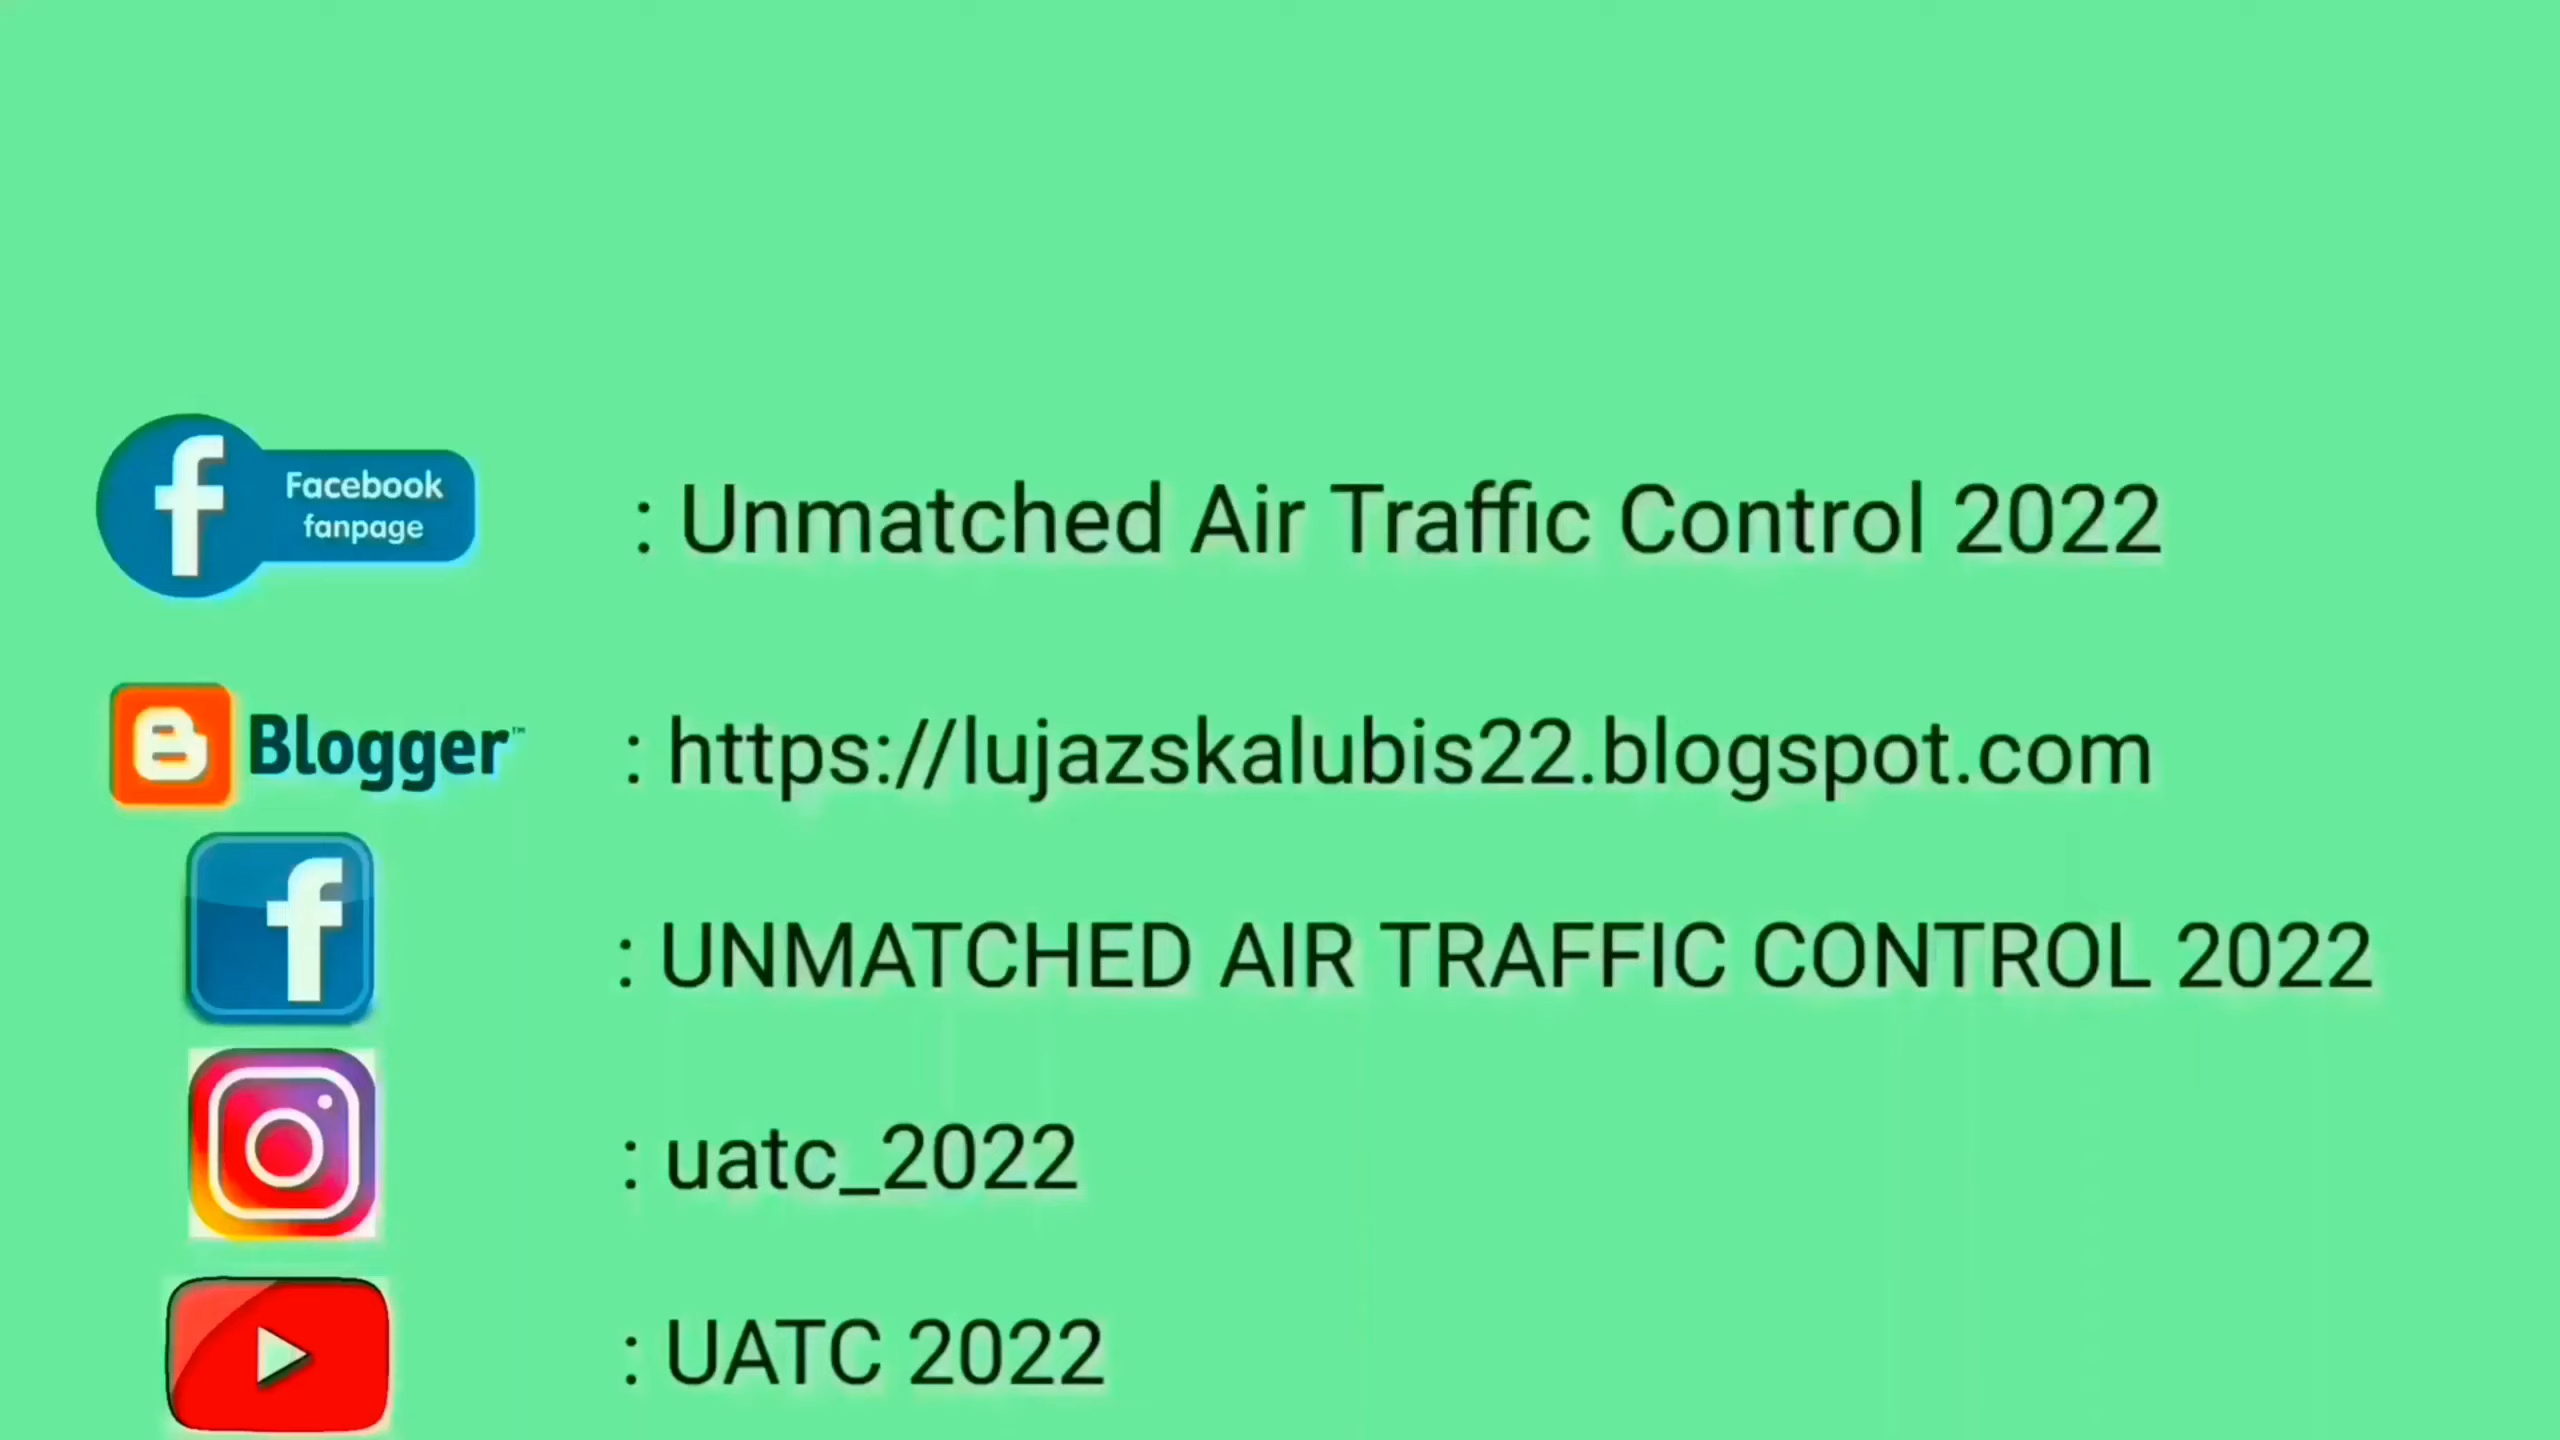 Facebook
fanpage
: Unmatched Air Traffic Control 2022
Blogger™
: https://lujazskalubis22.blogspot.com
: UNMATCHED AIR TRAFFIC CONTROL 2022
: uatc_2022
: UATC 2022